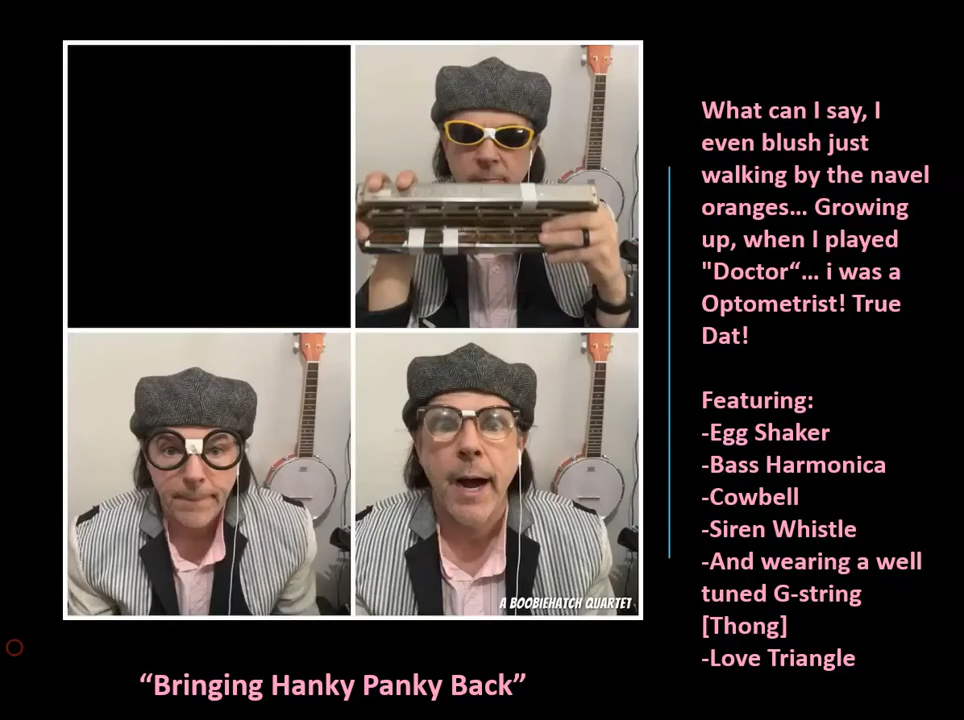 What can I say, I
even blush just
walking by the navel
oranges... Growing
up, when I played
"Doctor“... i was a
Optometrist! True
Dat!
Featuring:
-Egg Shaker
-Bass Harmonica
-Cowbell
-Siren Whistle
-And wearing a well
tuned G-string
[Thong]
-Love Triangle
A BOOBIEHATCH QUARTET
“Bringing Hanky Panky Back”